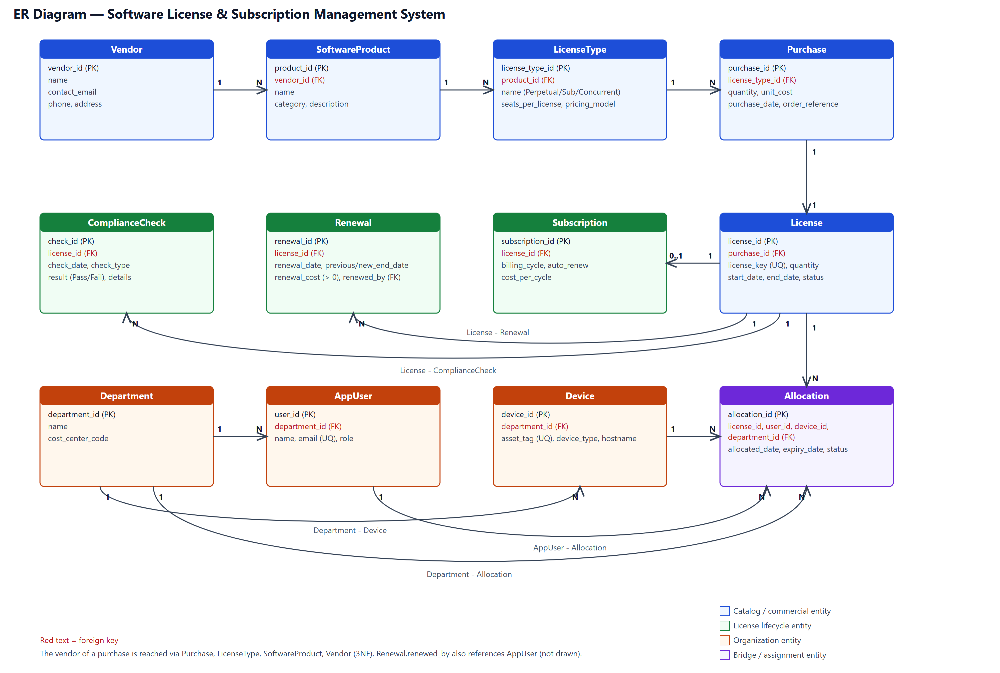 ER Diagram — Software License & Subscription Management System
Vendor
vendor_id (PK)
name
contact_email
phone, address
1
N
SoftwareProduct
product_id (PK)
vendor_id (FK)
name
category, description
1
N
LicenseType
license_type_id (PK)
product_id (FK)
name (Perpetual/Sub/Concurrent)
seats_per_license, pricing_model
1
N
Purchase
purchase_id (PK)
license_type_id (FK)
quantity, unit_cost
purchase_date, order_reference
1
1
ComplianceCheck
check_id (PK)
license_id (FK)
check_date, check_type
result (Pass/Fail), details
Renewal
renewal_id (PK)
license_id (FK)
renewal_date, previous/new_end_date
renewal_cost (> 0), renewed_by (FK)
Subscription
subscription_id (PK)
license_id (FK)
billing_cycle, auto_renew
cost_per_cycle
0..1
1
License
license_id (PK)
purchase_id (FK)
license_key (UQ), quantity
start_date, end_date, status
N
N
1
1
1
License - Renewal
License - ComplianceCheck
N
Department
department_id (PK)
name
cost_center_code
1
N
AppUser
user_id (PK)
department_id (FK)
name, email (UQ), role
Device
device_id (PK)
department_id (FK)
asset_tag (UQ), device_type, hostname
1
N
Allocation
allocation_id (PK)
license_id, user_id, device_id,
department_id (FK)
allocated_date, expiry_date, status
1
1
1
N
N
N
Department - Device
AppUser - Allocation
Department - Allocation
Catalog / commercial entity
License lifecycle entity
Organization entity
Bridge / assignment entity
Red text = foreign key
The vendor of a purchase is reached via Purchase, LicenseType, SoftwareProduct, Vendor (3NF). Renewal.renewed_by also references AppUser (not drawn).